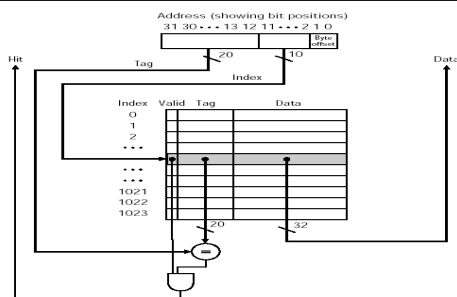 Address (showing bit positions)
31 30 ••• 13 12 11 ••• 2 1 0
Byte
offset
Hit
20
10
Data
Tag
Index
Index Valid Tag Data
0
1
2
•••
•••
•••
1021
1022
1023
20
32
=